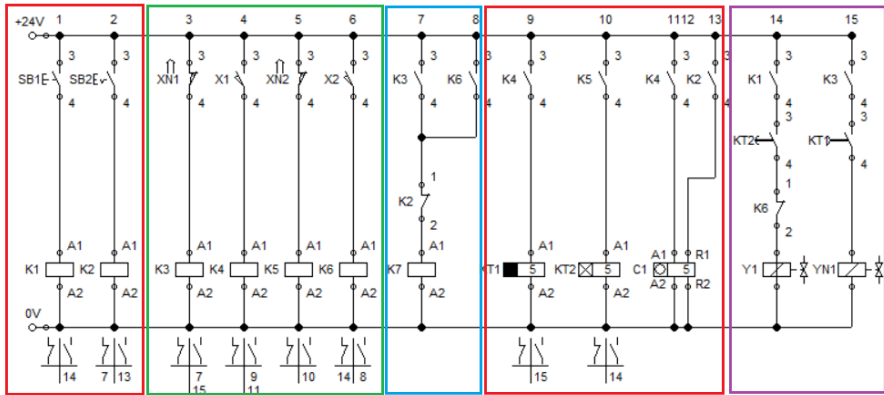 +24V 1 2 3 4 5 6 7 8 9 10 11 12 13 14 15
3 3 3 3 3 3 3 3 3 3 3 3 3 3
SB1 SB2 XN1 X1 XN2 X2 K3 K6 K4 K5 K4 K2 K1 K3
4 4 4 4 4 4 4 4 4 4 4 4 4 4
3 3
KT2 KT1
4 4
1 1
K2 K6
2 2
A1 A1 A1 A1 A1 A1 A1 A1 A1 A1 R1
K1 K2 K3 K4 K5 K6 K7 T1 5 KT2 5 C1 5 Y1 YN1
A2 A2 A2 A2 A2 A2 A2 A2 A2 A2 R2
0V
14 7 13 7 9 10 14 8 15 14
15 11